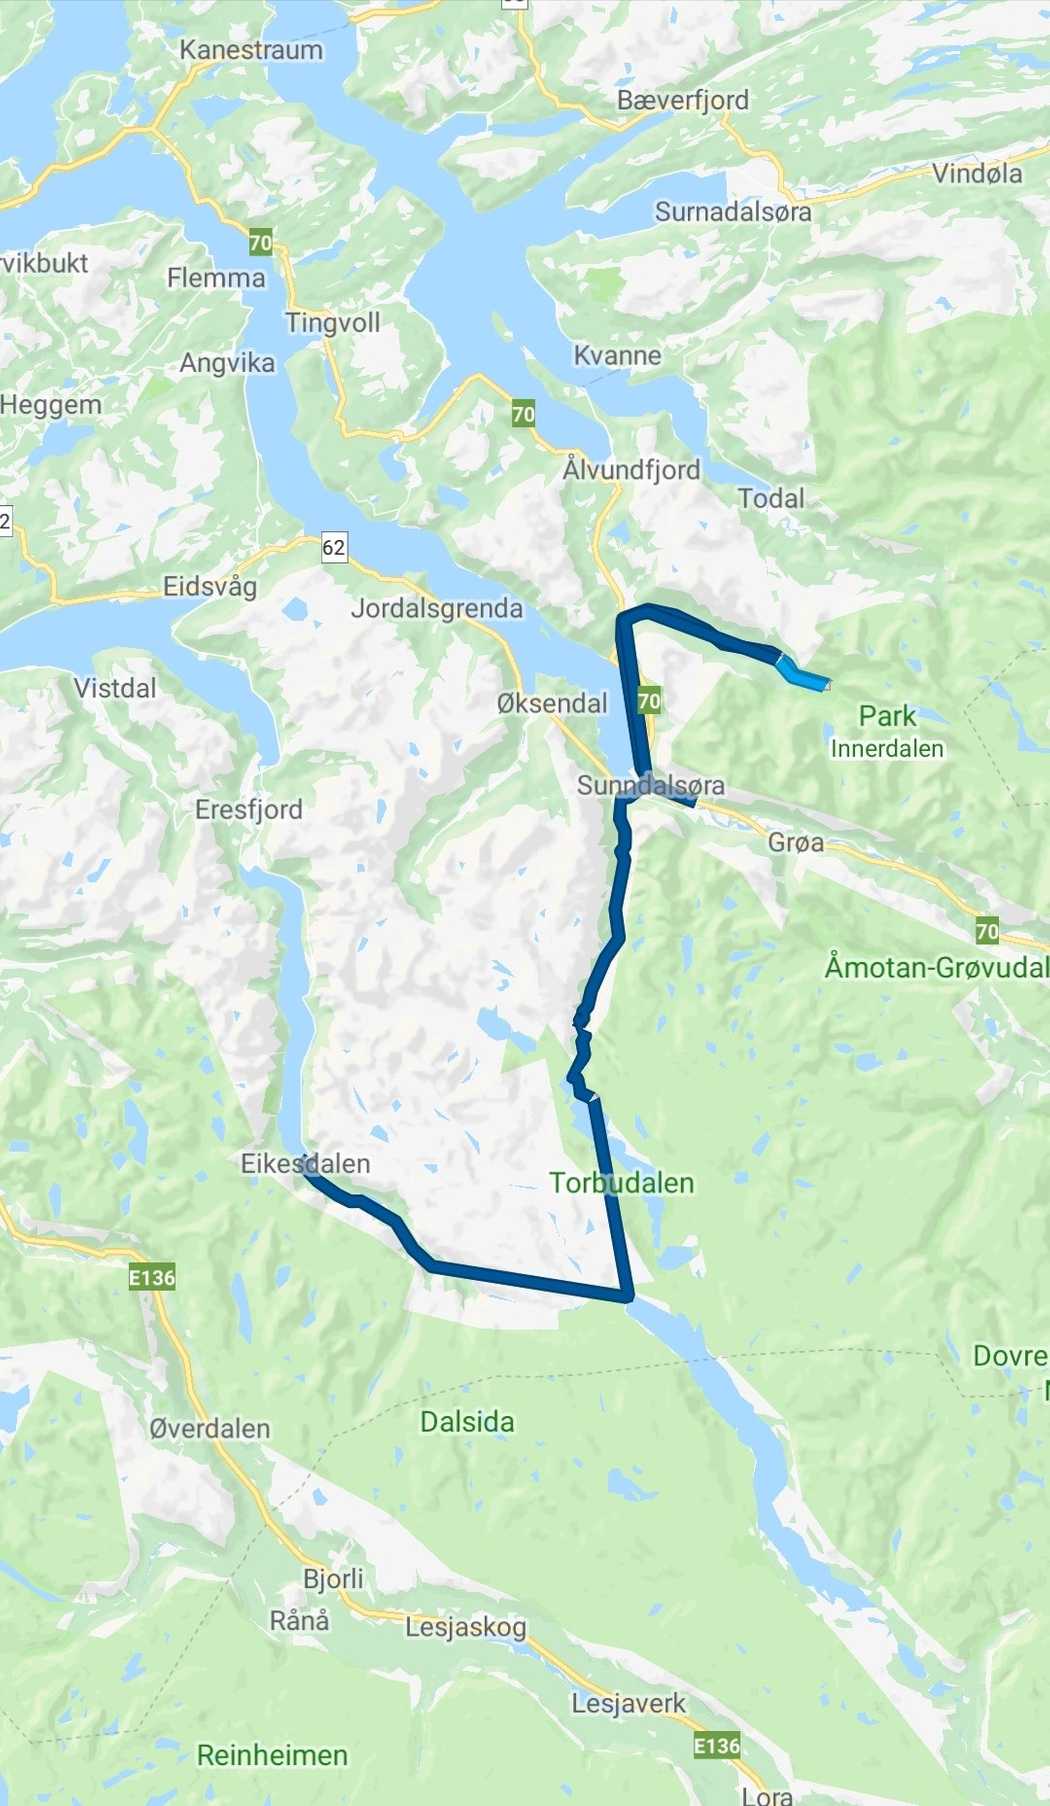 Kanestraum
Bæverfjord
Vindøla
Surnadalsøra
70
rvikbukt
Flemma
Tingvoll
Kvanne
Angvika
Heggem
70
Ålvundfjord
Todal
2
62
Eidsvåg
Jordalsgrenda
Vistdal
Øksendal
70
Park
Innerdalen
Sunndalsøra
Eresfjord
Grøa
70
Åmotan-Grøvudal
Eikesdalen
Torbudalen
E136
Dovre
N
Dalsida
Øverdalen
Bjorli
Rånå
Lesjaskog
Lesjaverk
E136
Reinheimen
Lora